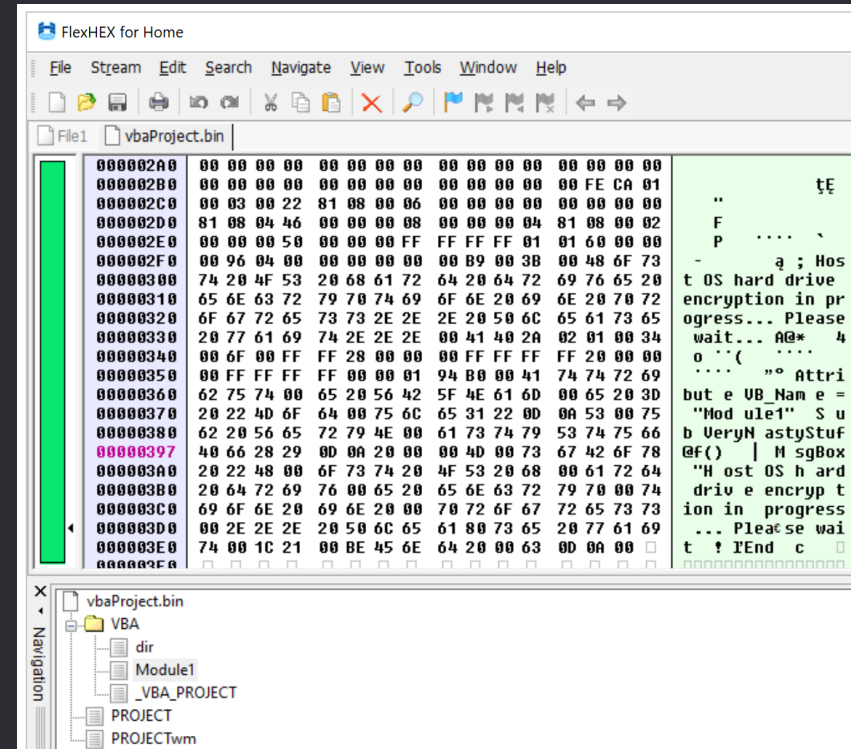 FlexHEX for Home
File Stream Edit Search Navigate View Tools Window Help
File1 vbaProject.bin
000002A0 00 00 00 00 00 00 00 00 00 00 00 00 00 00 00 00
000002B0 00 00 00 00 00 00 00 00 00 00 00 00 00 FE CA 01 ţĘ
000002C0 00 03 00 22 81 08 00 06 00 00 00 00 00 00 00 00 "
000002D0 81 08 04 46 00 00 00 08 00 00 00 04 81 08 00 02 F
000002E0 00 00 00 50 00 00 00 FF FF FF FF 01 01 60 00 00 P ˙˙˙˙ `
000002F0 00 96 04 00 00 00 00 00 00 B9 00 3B 00 48 6F 73 – ą ; Hos
00000300 74 20 4F 53 20 68 61 72 64 20 64 72 69 76 65 20 t OS hard drive
00000310 65 6E 63 72 79 70 74 69 6F 6E 20 69 6E 20 70 72 encryption in pr
00000320 6F 67 72 65 73 73 2E 2E 2E 20 50 6C 65 61 73 65 ogress... Please
00000330 20 77 61 69 74 2E 2E 2E 00 41 40 2A 02 01 00 34 wait... A@* 4
00000340 00 6F 00 FF FF 28 00 00 00 FF FF FF FF 20 00 00 o ˙˙( ˙˙˙˙
00000350 00 FF FF FF FF 00 00 01 94 B0 00 41 74 74 72 69 ˙˙˙˙ ”° Attri
00000360 62 75 74 00 65 20 56 42 5F 4E 61 6D 00 65 20 3D but e VB_Nam e =
00000370 20 22 4D 6F 64 00 75 6C 65 31 22 0D 0A 53 00 75 "Mod ule1" S u
00000380 62 20 56 65 72 79 4E 00 61 73 74 79 53 74 75 66 b VeryN astyStuf
00000397 40 66 28 29 0D 0A 20 00 00 4D 00 73 67 42 6F 78 @f() | M sgBox
000003A0 20 22 48 00 6F 73 74 20 4F 53 20 68 00 61 72 64 "H ost OS h ard
000003B0 20 64 72 69 76 00 65 20 65 6E 63 72 79 70 00 74 driv e encryp t
000003C0 69 6F 6E 20 69 6E 20 00 70 72 6F 67 72 65 73 73 ion in progress
000003D0 00 2E 2E 2E 20 50 6C 65 61 80 73 65 20 77 61 69 ... Plea€se wai
000003E0 74 00 1C 21 00 BE 45 6E 64 20 00 63 0D 0A 00 t ! ľEnd c
000003F0
Navigation
vbaProject.bin
VBA
dir
Module1
_VBA_PROJECT
PROJECT
PROJECTwm